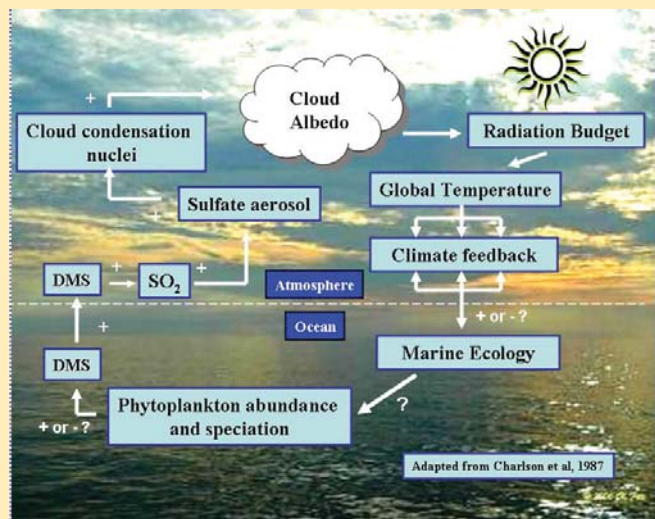 Cloud
Albedo
+
Cloud condensation
nuclei
Radiation Budget
Global Temperature
+
Sulfate aerosol
Climate feedback
DMS
+
SO2
+
Atmosphere
Ocean
+
+ or - ?
DMS
Marine Ecology
Phytoplankton abundance
and speciation
?
+ or - ?
Adapted from Charlson et al, 1987